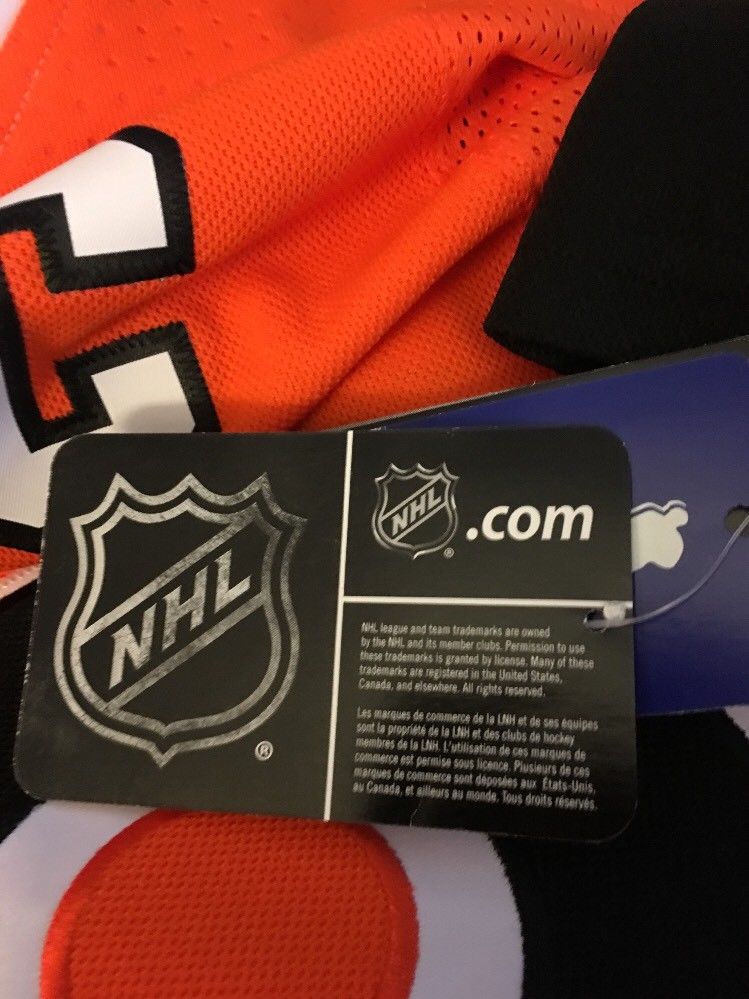 NHL
®
NHL
®
.com
NHL league and team trademarks are owned
by the NHL and its member clubs. Permission to use
these trademarks is granted by license. Many of these
trademarks are registered in the United States,
Canada, and elsewhere. All rights reserved.
Les marques de commerce de la LNH et de ses équipes
sont la propriété de la LNH et des clubs de hockey
membres de la LNH. L'utilisation de ces marques de
commerce est permise sous licence. Plusieurs de ces
marques de commerce sont déposées aux États-Unis,
au Canada, et ailleurs au monde. Tous droits réservés.